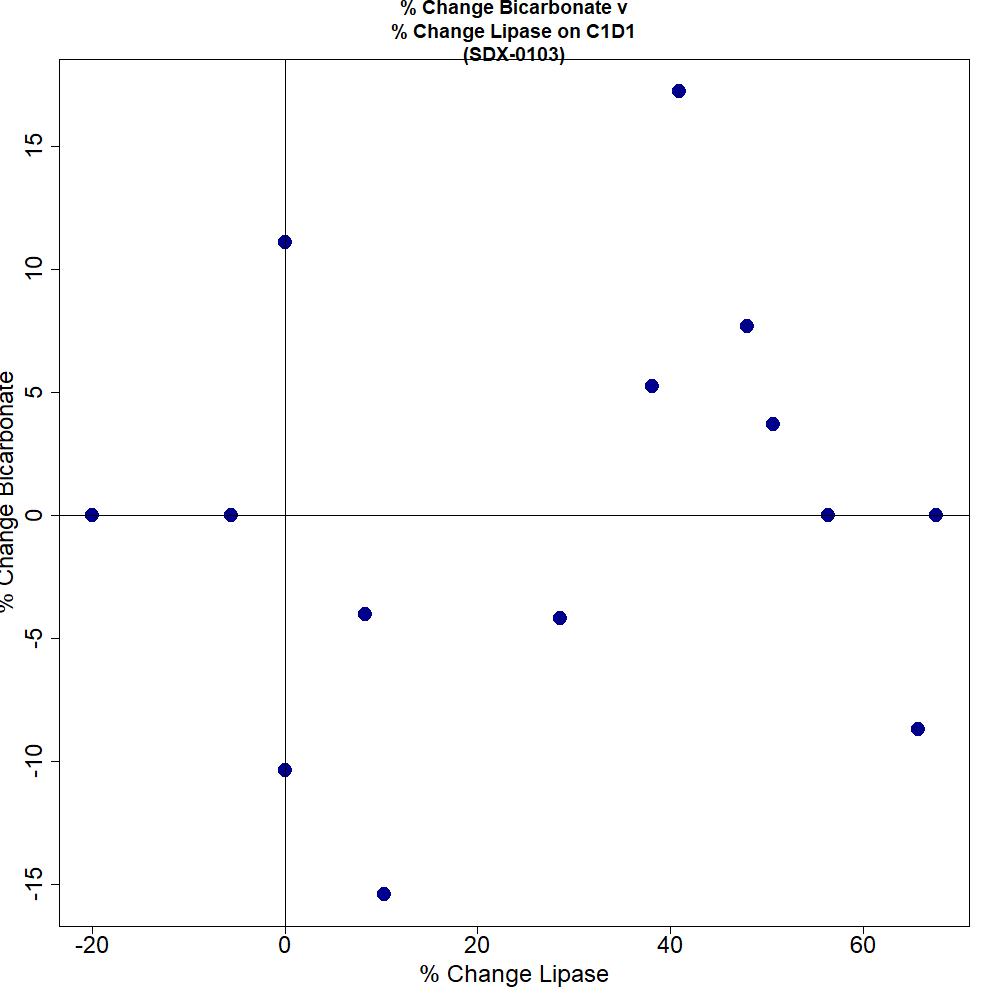 % Change Bicarbonate v
% Change Lipase on C1D1
(SDX-0103)
% Change Bicarbonate
15
10
5
0
-5
-10
-15
-20 0 20 40 60
% Change Lipase